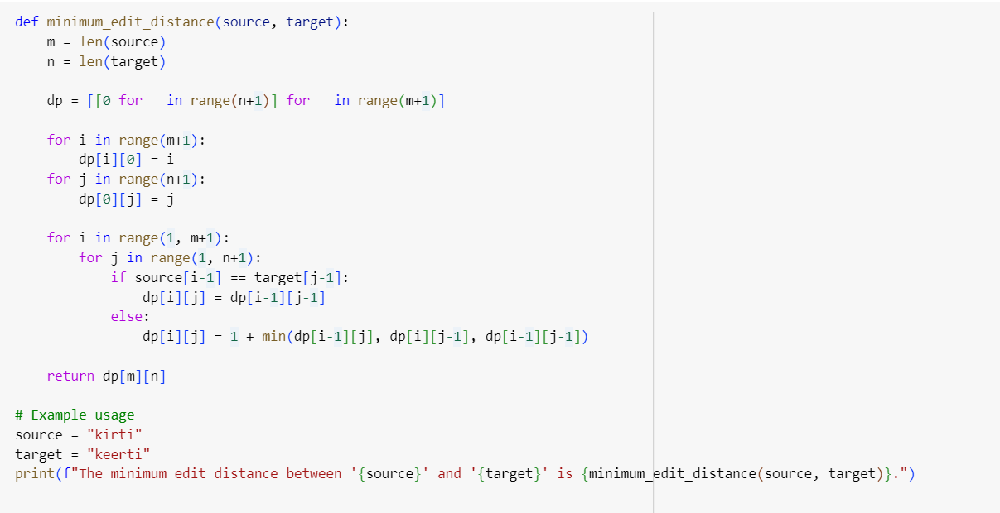 def minimum_edit_distance(source, target):
    m = len(source)
    n = len(target)

    dp = [[0 for _ in range(n+1)] for _ in range(m+1)]

    for i in range(m+1):
        dp[i][0] = i
    for j in range(n+1):
        dp[0][j] = j

    for i in range(1, m+1):
        for j in range(1, n+1):
            if source[i-1] == target[j-1]:
                dp[i][j] = dp[i-1][j-1]
            else:
                dp[i][j] = 1 + min(dp[i-1][j], dp[i][j-1], dp[i-1][j-1])

    return dp[m][n]

# Example usage
source = "kirti"
target = "keerti"
print(f"The minimum edit distance between '{source}' and '{target}' is {minimum_edit_distance(source, target)}.")